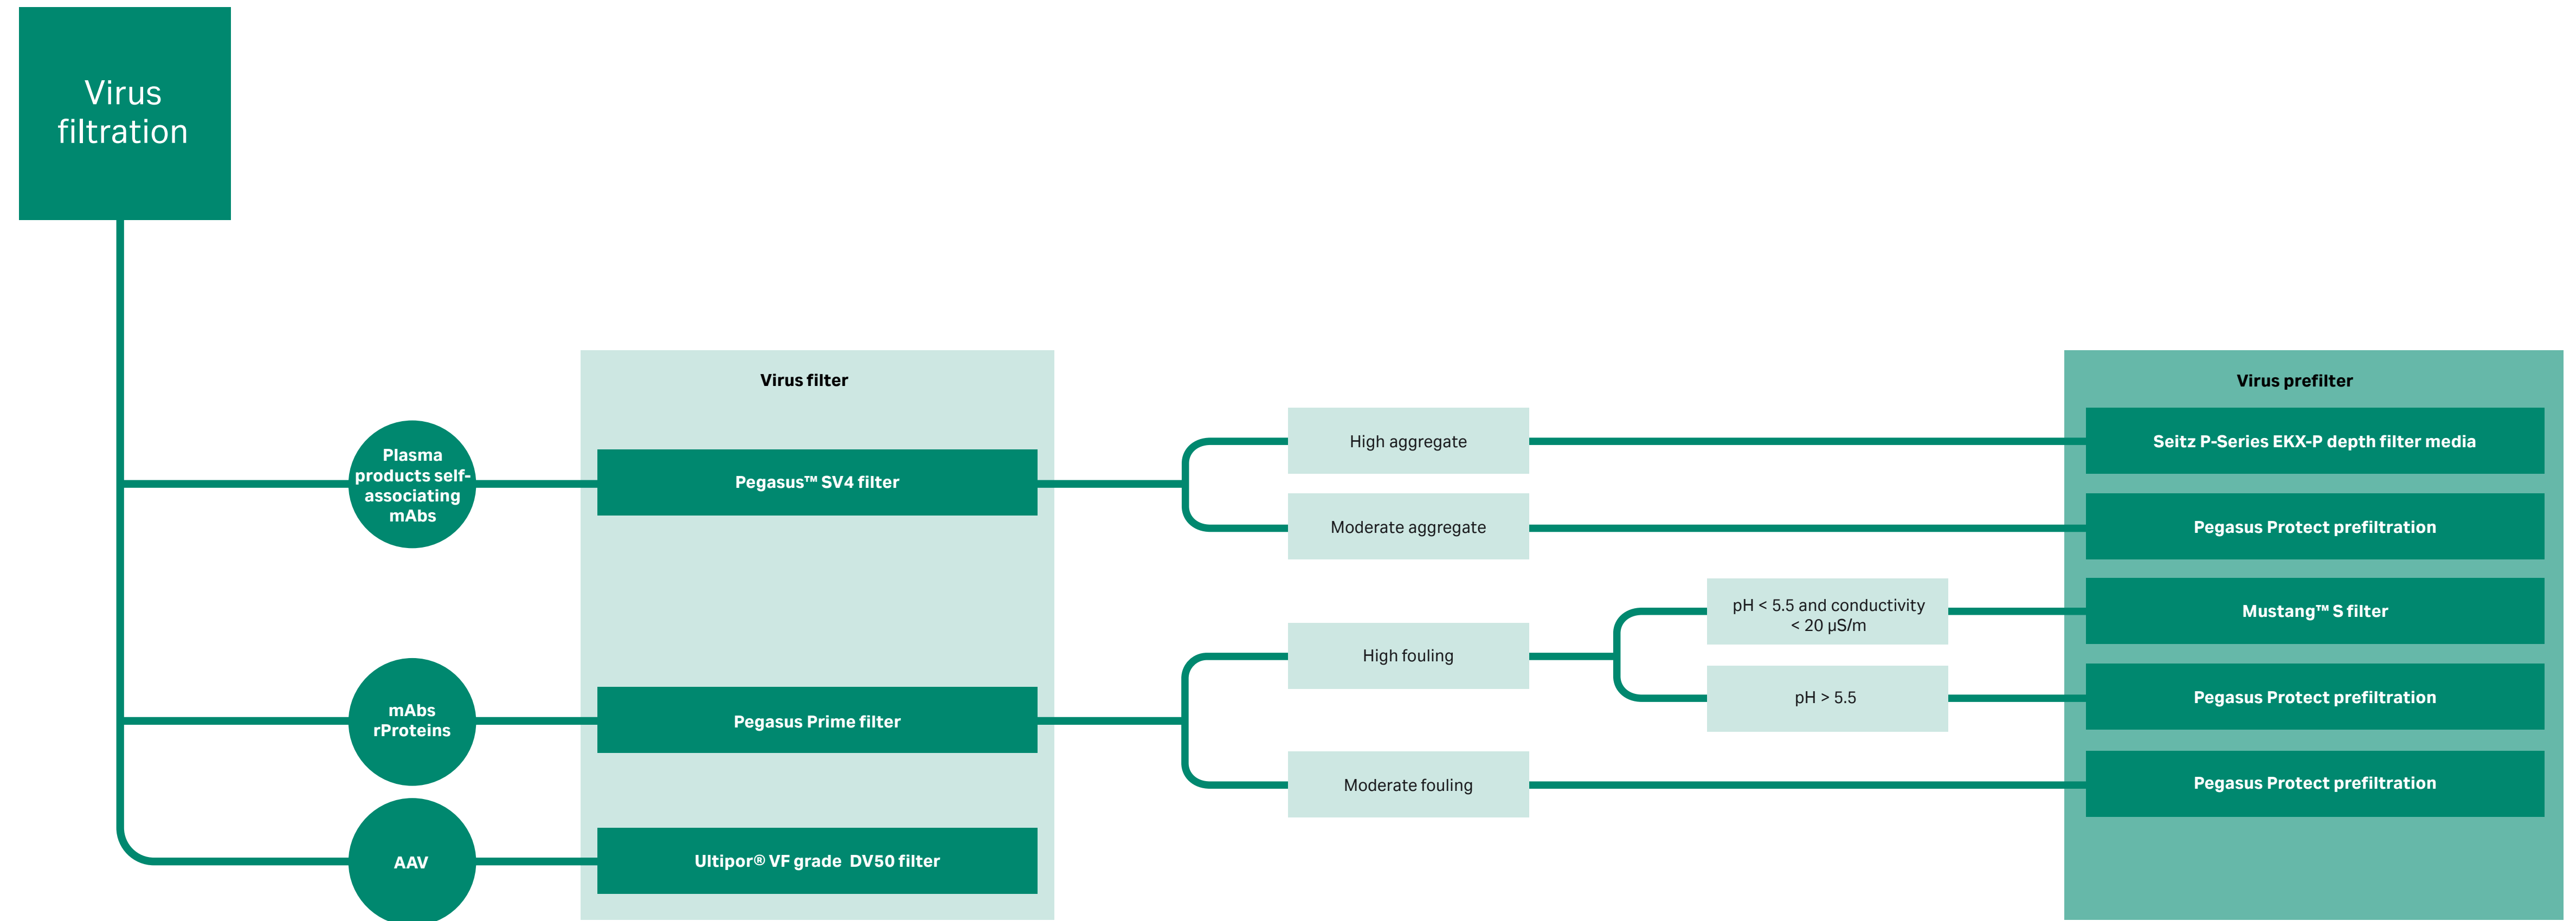 Virus
filtration
Virus filter
Virus prefilter
Plasma
products self-
associating
mAbs
Pegasus™ SV4 filter
High aggregate
Seitz P-Series EKX-P depth filter media
Moderate aggregate
Pegasus Protect prefiltration
mAbs
rProteins
Pegasus Prime filter
High fouling
pH < 5.5 and conductivity
< 20 µS/m
Mustang™ S filter
pH > 5.5
Pegasus Protect prefiltration
Moderate fouling
Pegasus Protect prefiltration
AAV
Ultipor® VF grade  DV50 filter